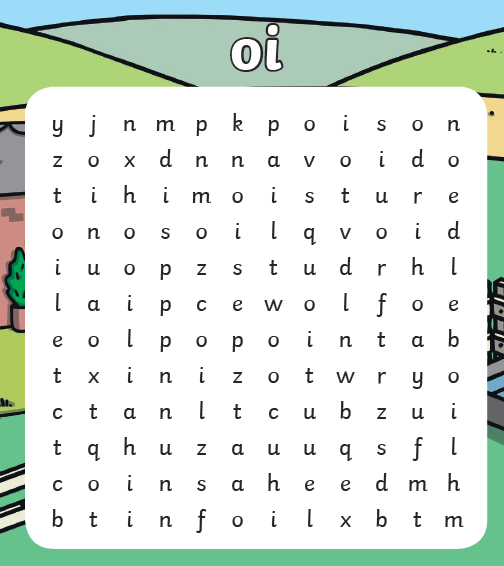 oi
y j n m p k p o i s o n
z o x d n n a v o i d o
t i h i m o i s t u r e
o n o s o i l q v o i d
i u o p z s t u d r h l
l a i p c e w o l f o e
e o l p o p o i n t a b
t x i n i z o t w r y o
c t a n l t c u b z u i
t q h u z a u u q s f l
c o i n s a h e e d m h
b t i n f o i l x b t m